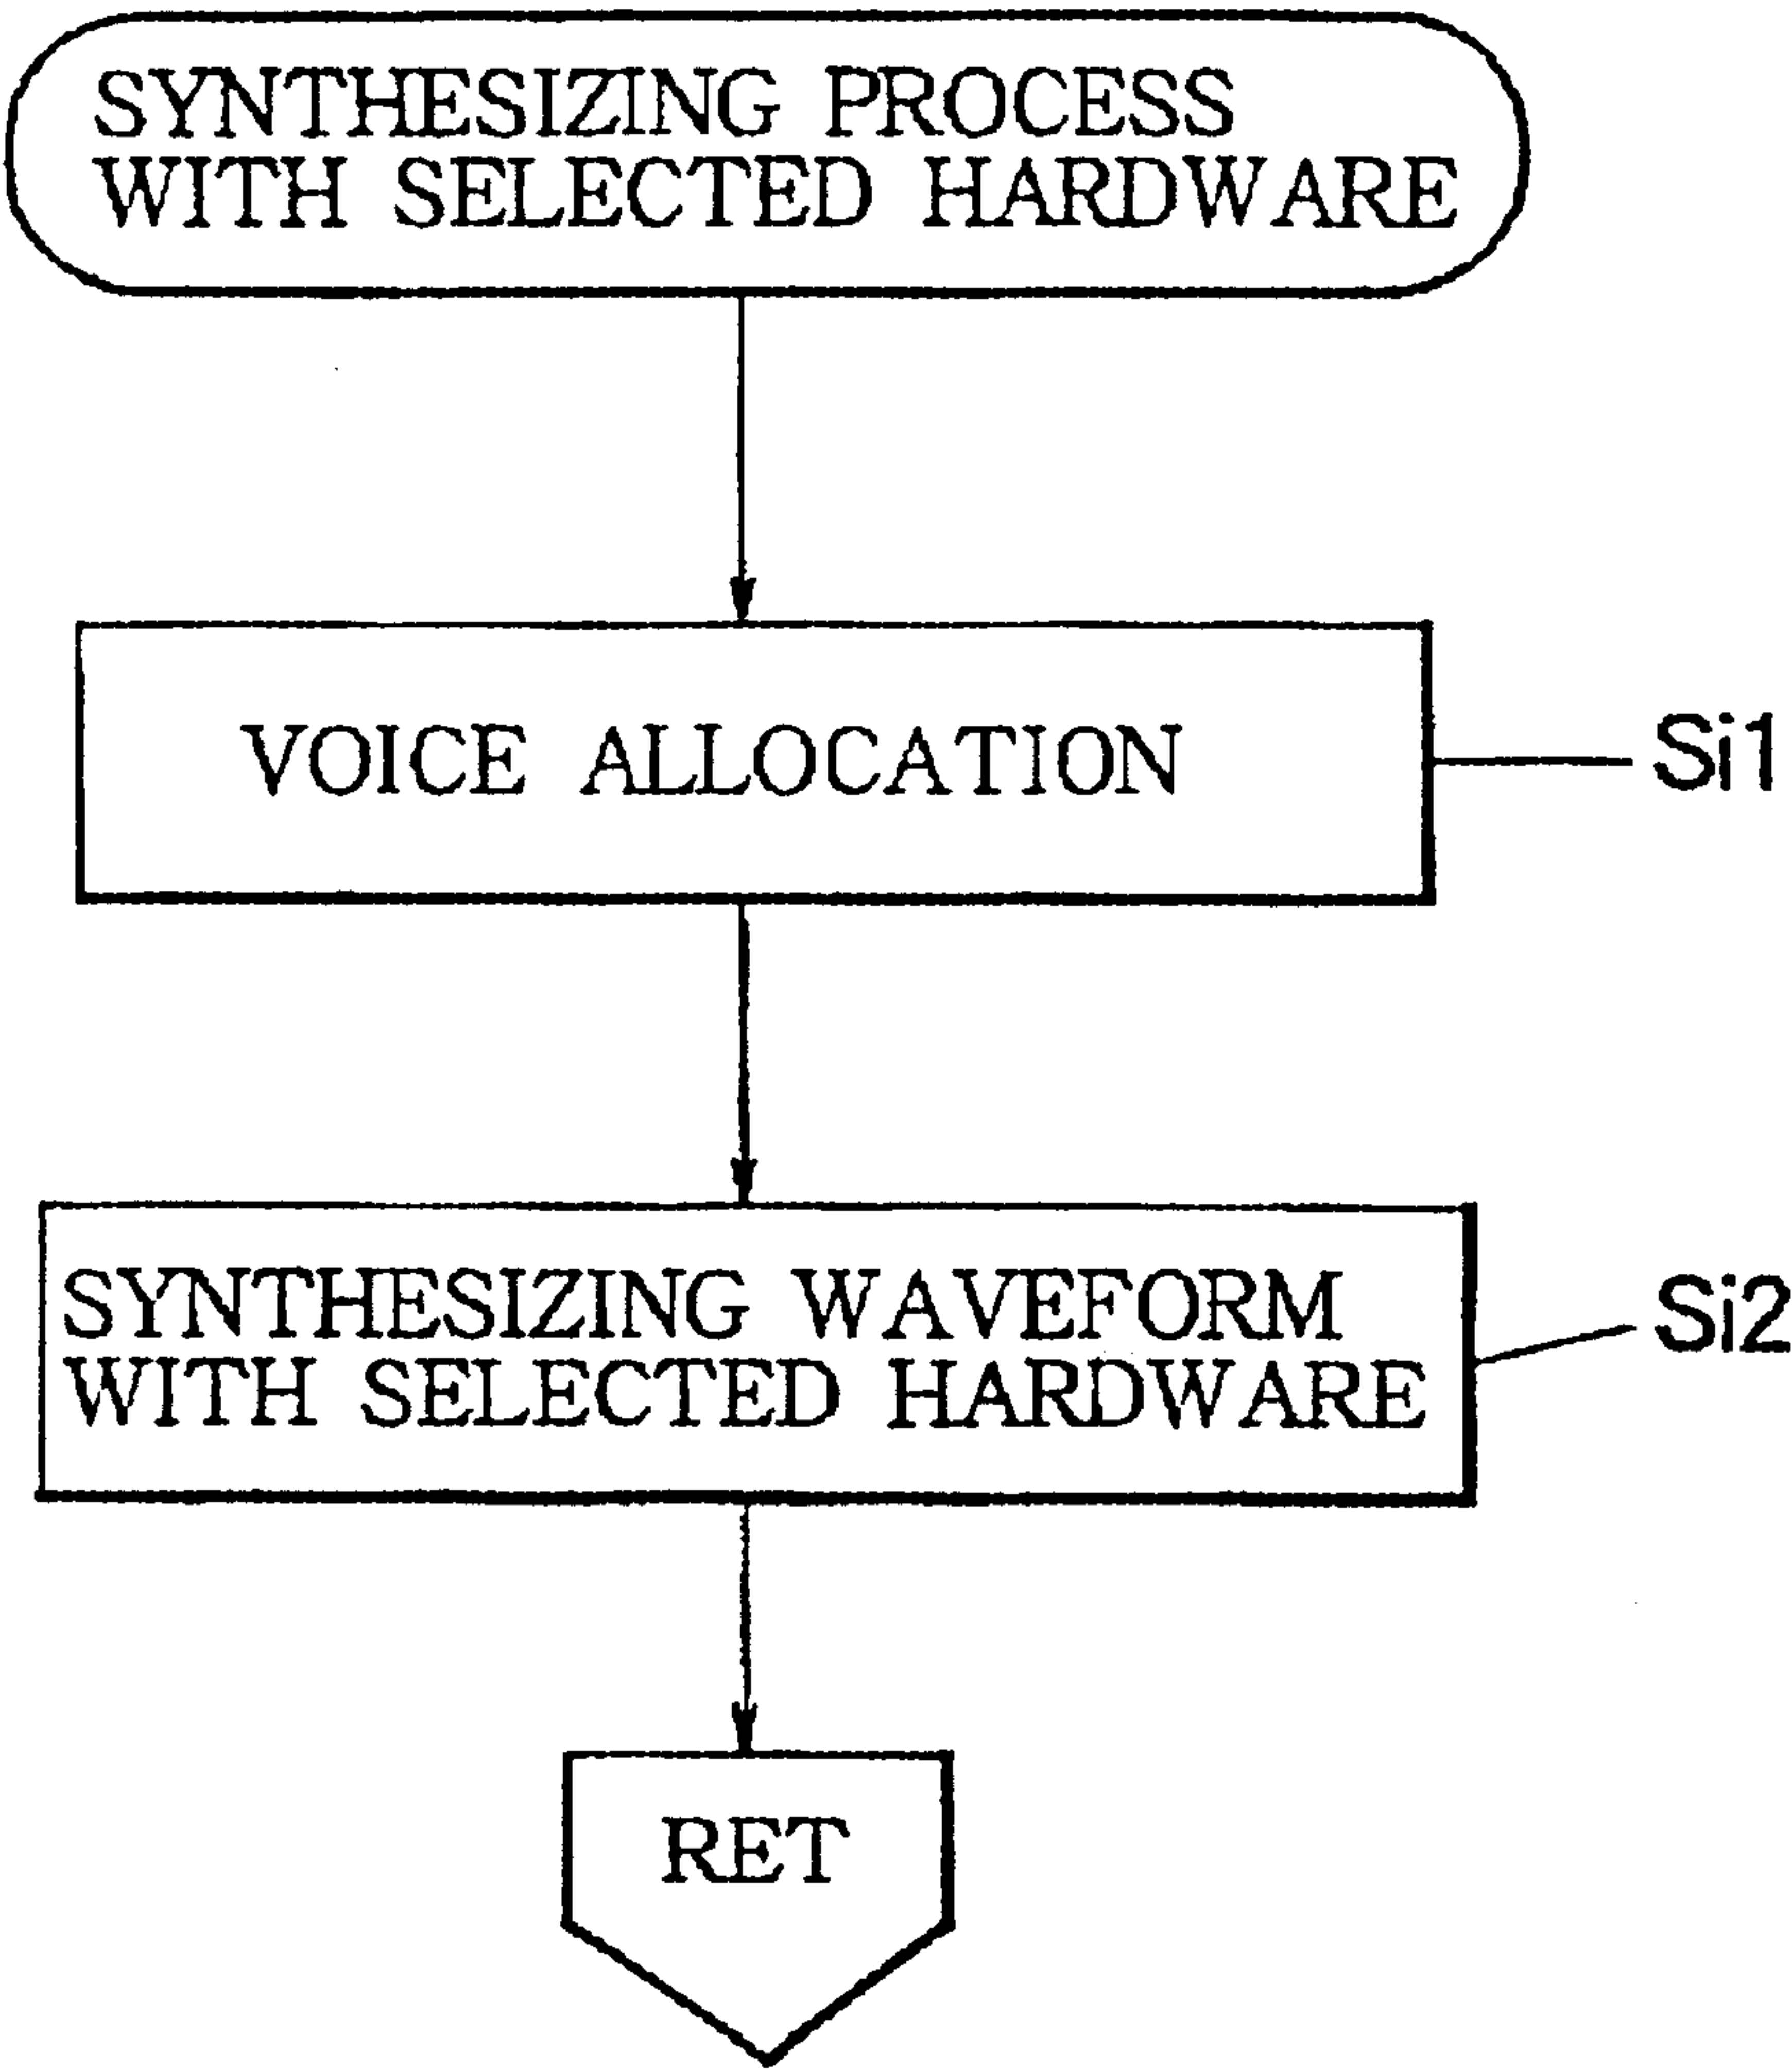 SYNTHESIZING PROCESS
WITH SELECTED HARDWARE
VOICE ALLOCATION
Si1
SYNTHESIZING WAVEFORM
WITH SELECTED HARDWARE
Si2
RET